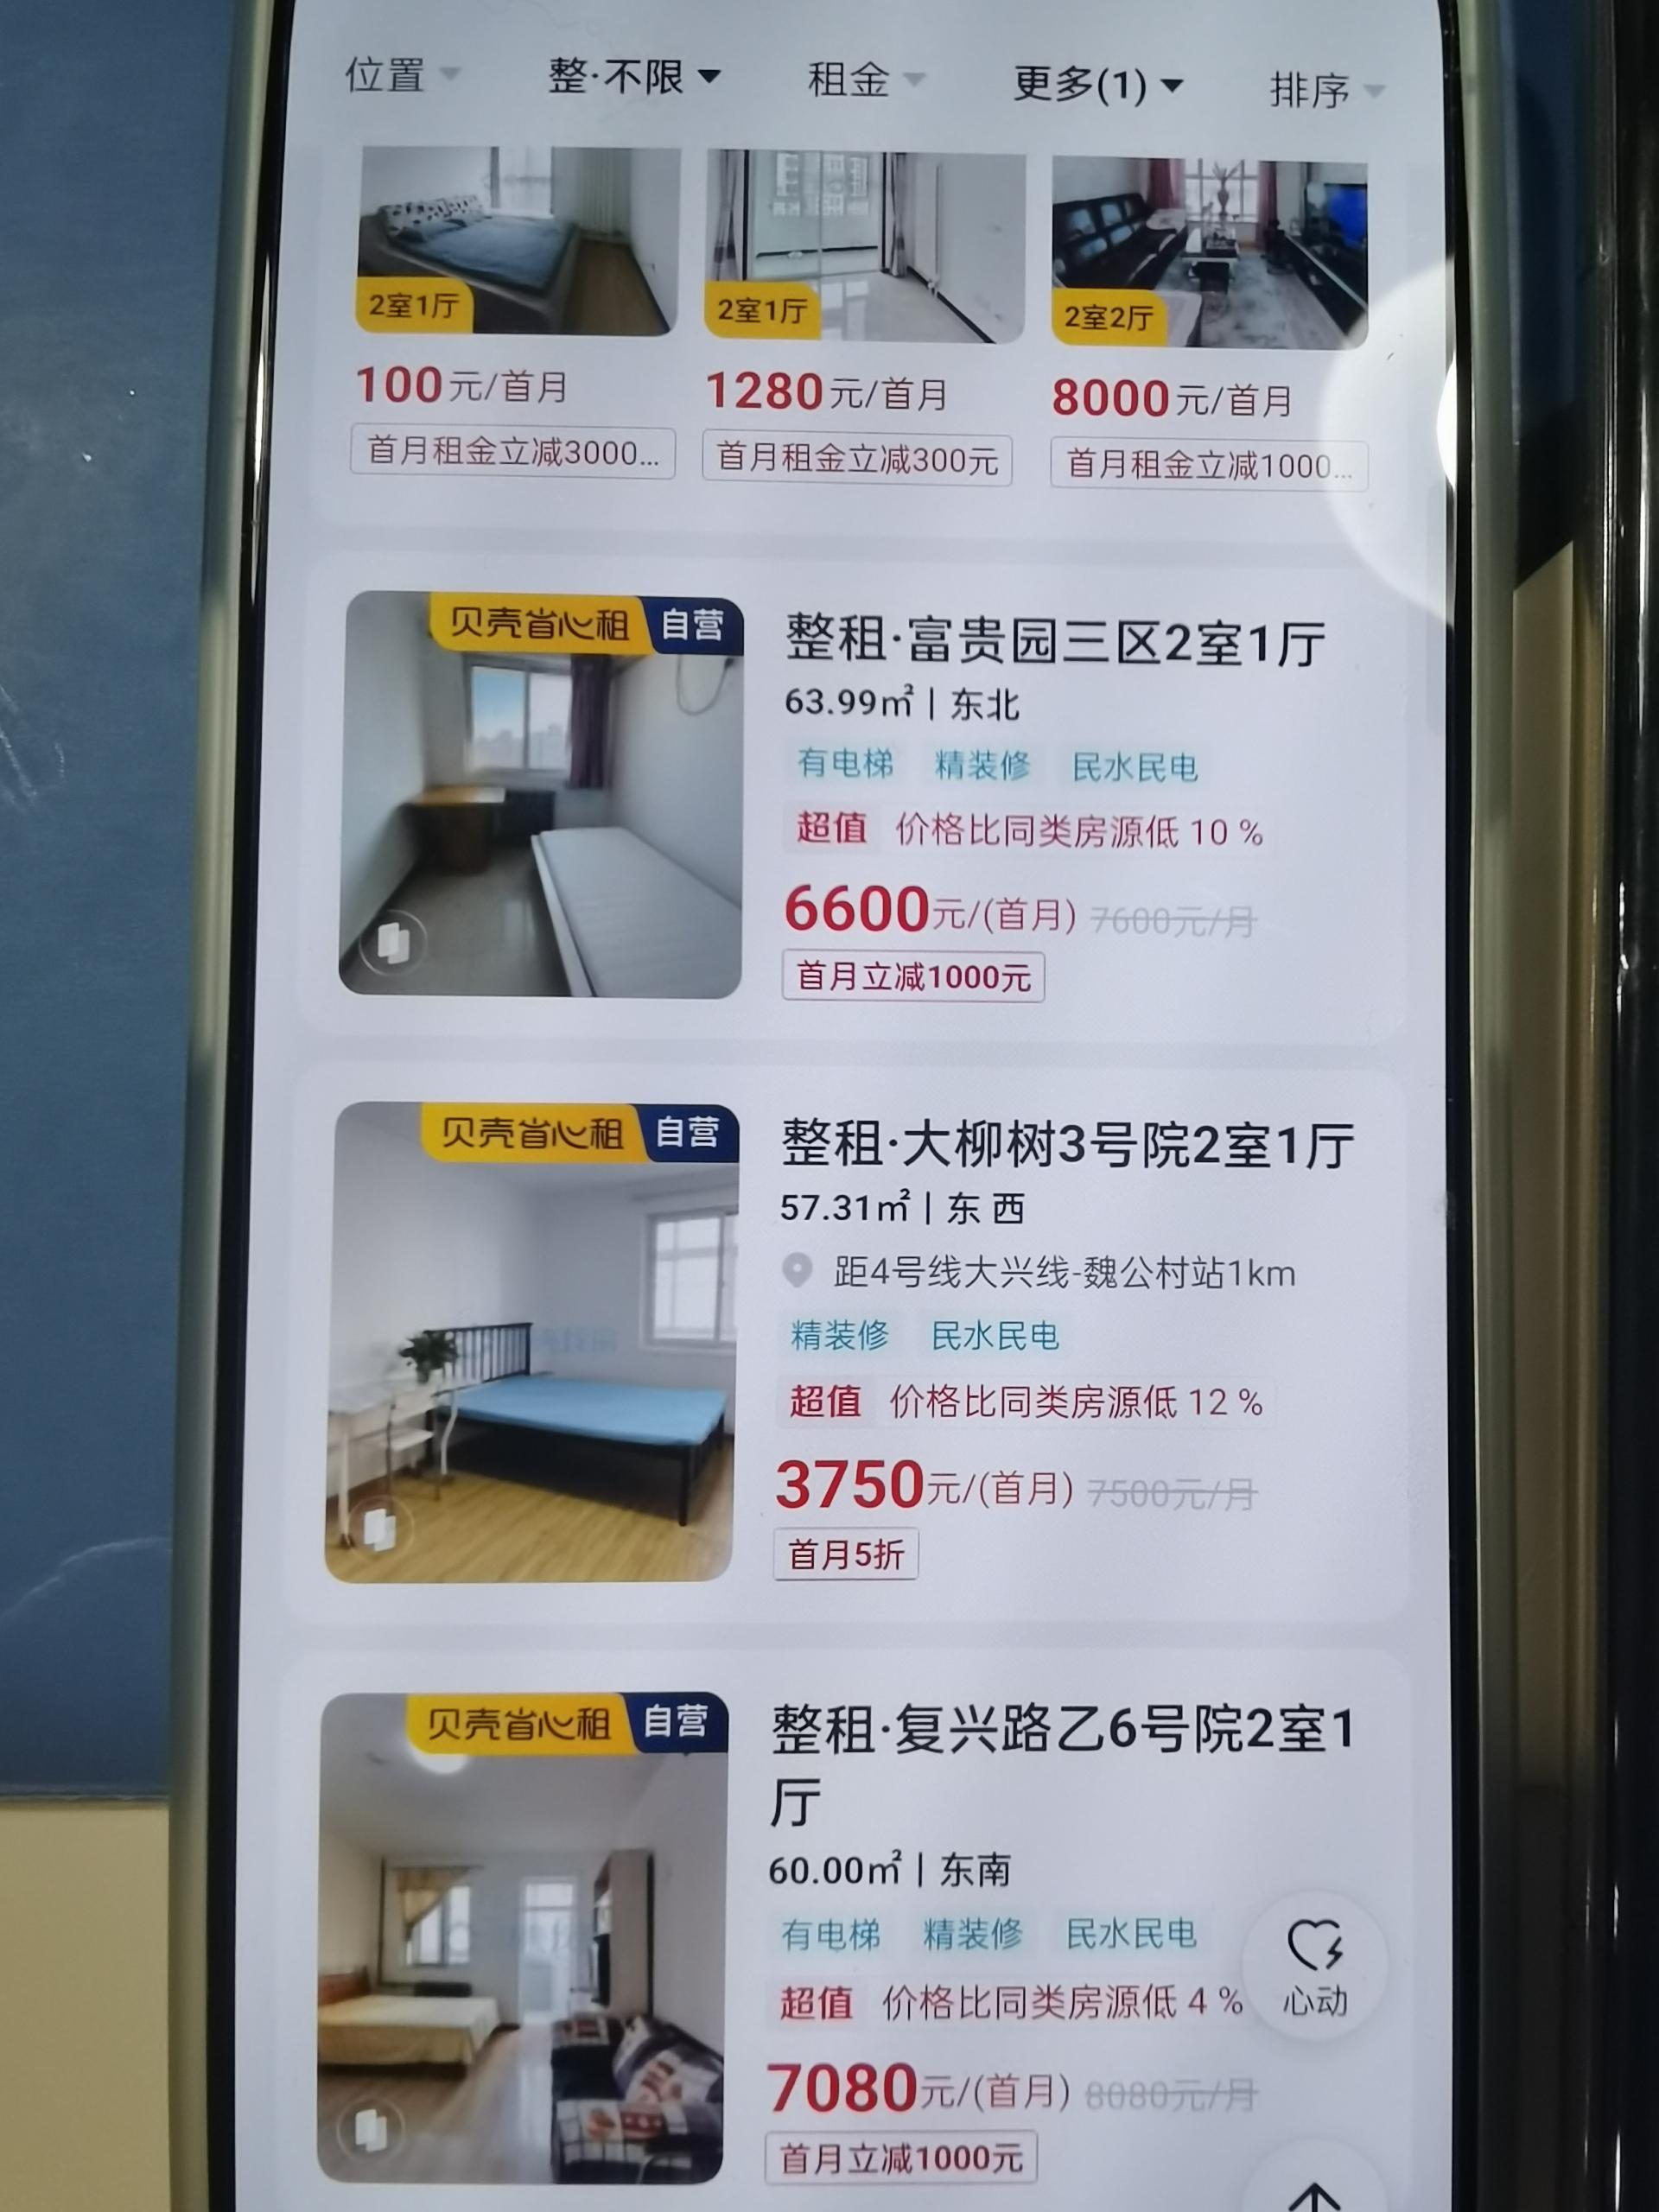 位置 整·不限 租金 更多(1) 排序
2室1厅 2室1厅 2室2厅
100元/首月 1280元/首月 8000元/首月
首月租金立减3000... 首月租金立减300元 首月租金立减1000...
贝壳省心租 自营
整租·富贵园三区2室1厅
63.99㎡ | 东北
有电梯 精装修 民水民电
超值 价格比同类房源低 10 %
6600元/(首月) 7600元/月
首月立减1000元
贝壳省心租 自营
整租·大柳树3号院2室1厅
57.31㎡ | 东 西
距4号线大兴线-魏公村站1km
精装修 民水民电
超值 价格比同类房源低 12 %
3750元/(首月) 7500元/月
首月5折
贝壳省心租 自营
整租·复兴路乙6号院2室1
厅
60.00㎡ | 东南
有电梯 精装修 民水民电
超值 价格比同类房源低 4 %
心动
7080元/(首月) 8080元/月
首月立减1000元